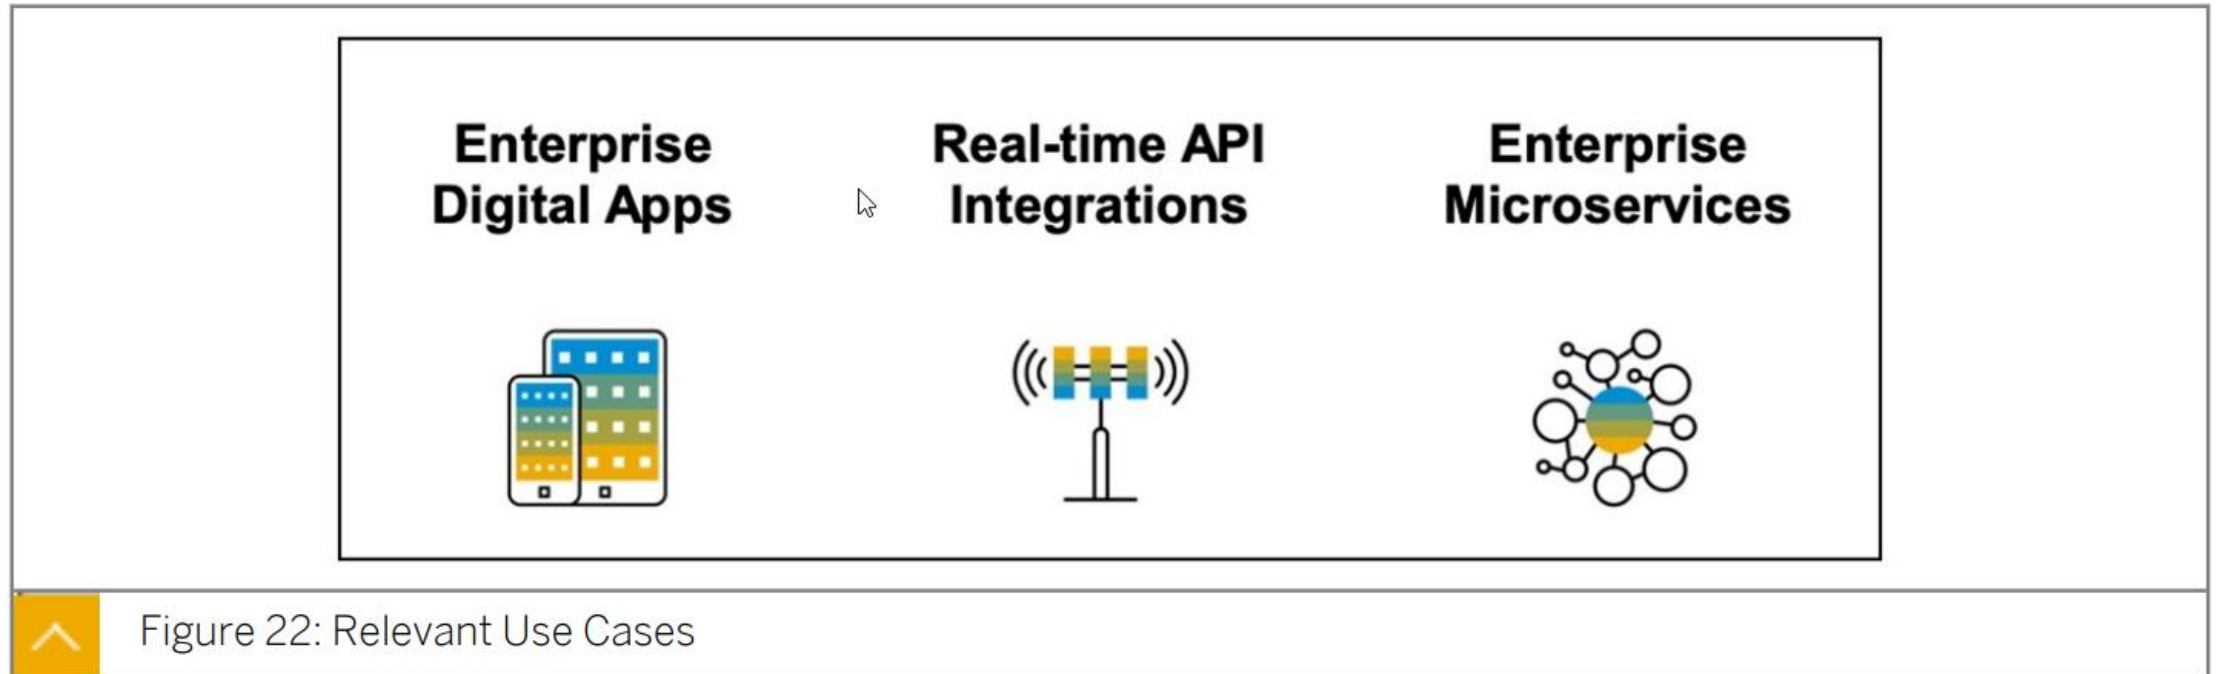 Enterprise
Digital Apps
Real-time API
Integrations
Enterprise
Microservices
Figure 22: Relevant Use Cases